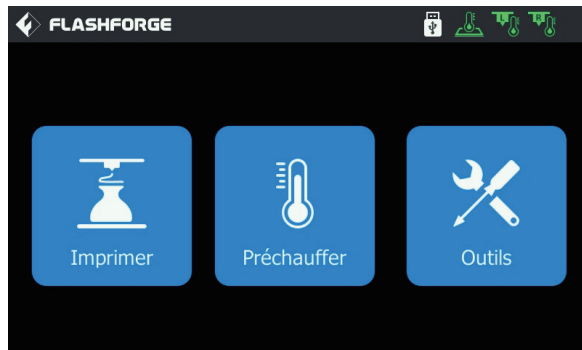 FLASHFORGE
L
R
Imprimer
Préchauffer
Outils